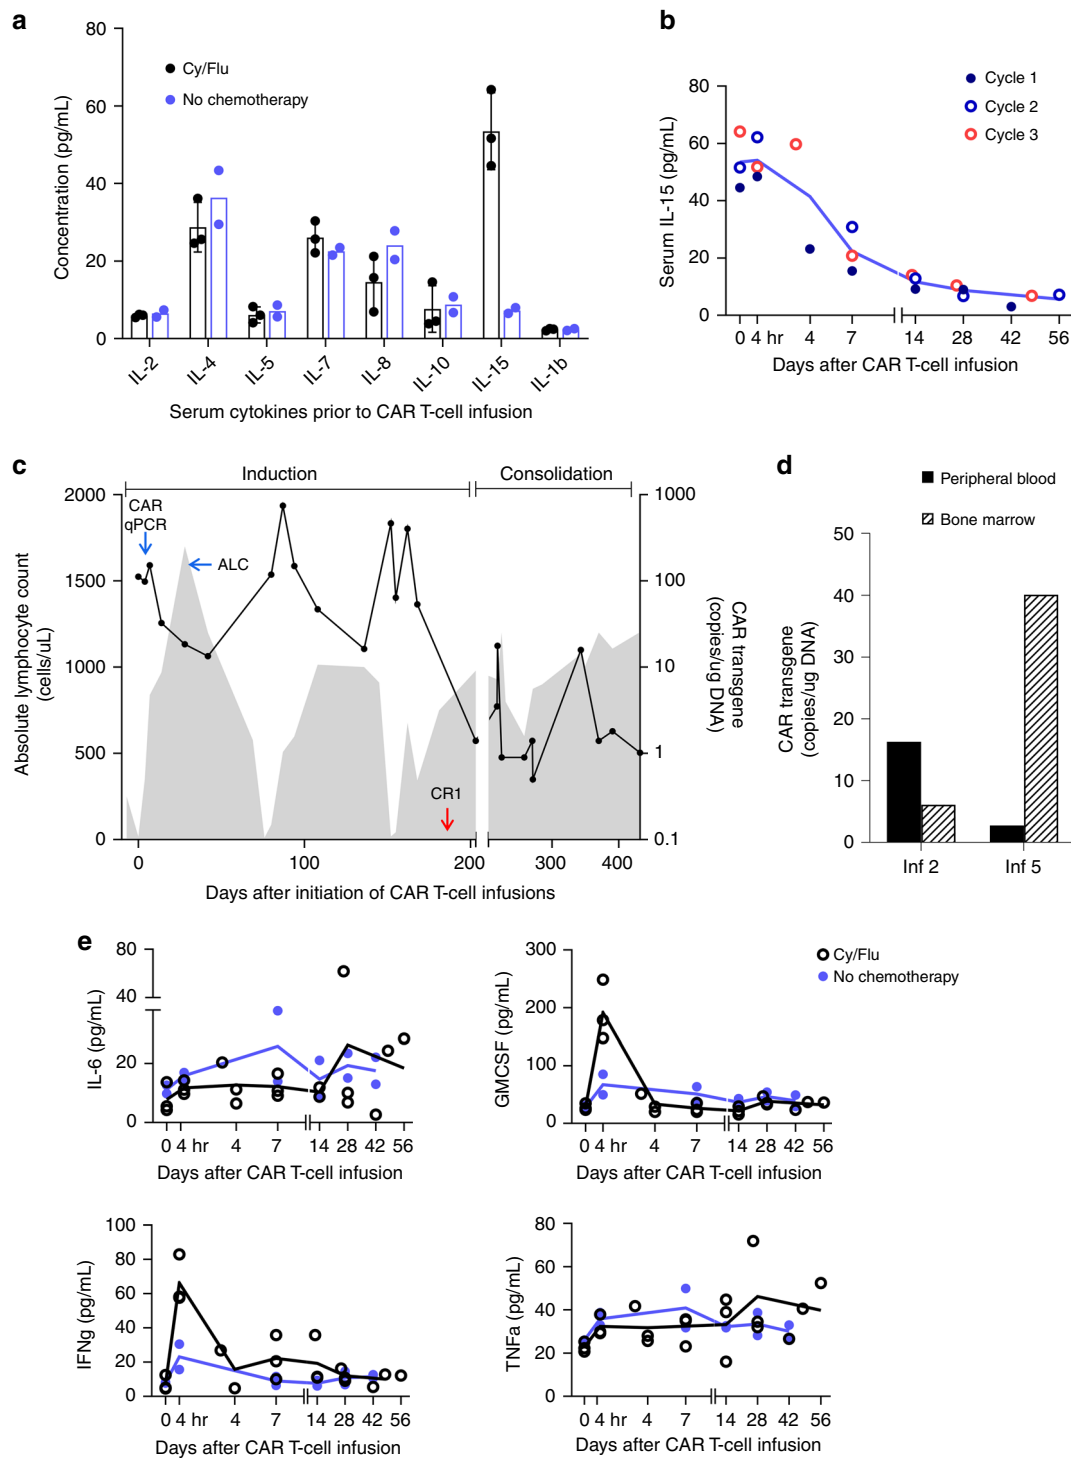 a
80
60
40
20
0
Concentration (pg/mL)
Cy/Flu
No chemotherapy
IL-2
IL-4
IL-5
IL-7
IL-8
IL-10
IL-15
IL-1b
Serum cytokines prior to CAR T-cell infusion
b
80
60
40
20
0
Serum IL-15 (pg/mL)
Cycle 1
Cycle 2
Cycle 3
0 4 hr 4 7 14 28 42 56
Days after CAR T-cell infusion
c
Induction
Consolidation
2000
1500
1000
500
0
Absolute lymphocyte count
(cells/uL)
CAR
qPCR
ALC
CR1
1000
100
10
1
0.1
CAR transgene
(copies/ug DNA)
0 100 200 300 400
Days after initiation of CAR T-cell infusions
d
Peripheral blood
Bone marrow
50
40
30
20
10
0
CAR transgene
(copies/ug DNA)
Inf 2 Inf 5
e
80
40
20
0
IL-6 (pg/mL)
0 4 hr 4 7 14 28 42 56
Days after CAR T-cell infusion
300
200
100
0
GMCSF (pg/mL)
Cy/Flu
No chemotherapy
0 4 hr 4 7 14 28 42 56
Days after CAR T-cell infusion
100
80
60
40
20
0
IFNg (pg/mL)
0 4 hr 4 7 14 28 42 56
Days after CAR T-cell infusion
80
60
40
20
0
TNFa (pg/mL)
0 4 hr 4 7 14 28 42 56
Days after CAR T-cell infusion